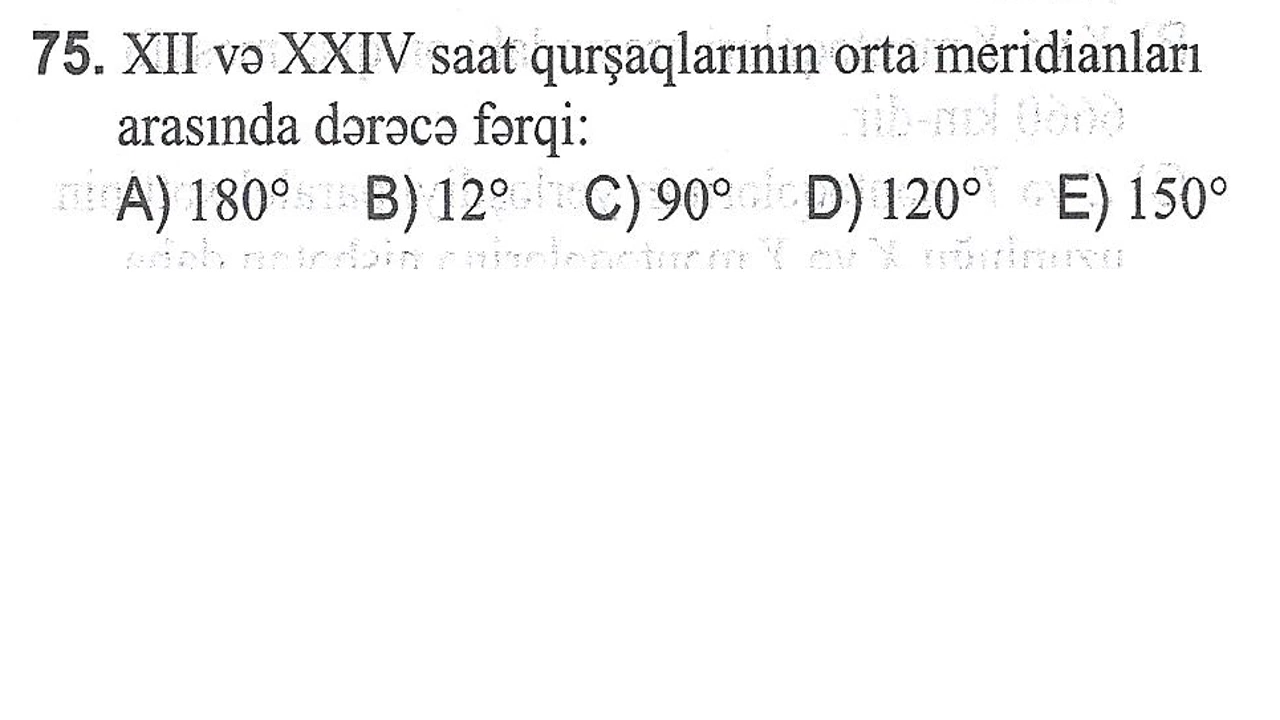 75. XII və XXIV saat qurşaqlarının orta meridianları
arasında dərəcə fərqi:
A) 180° B) 12° C) 90° D) 120° E) 150°